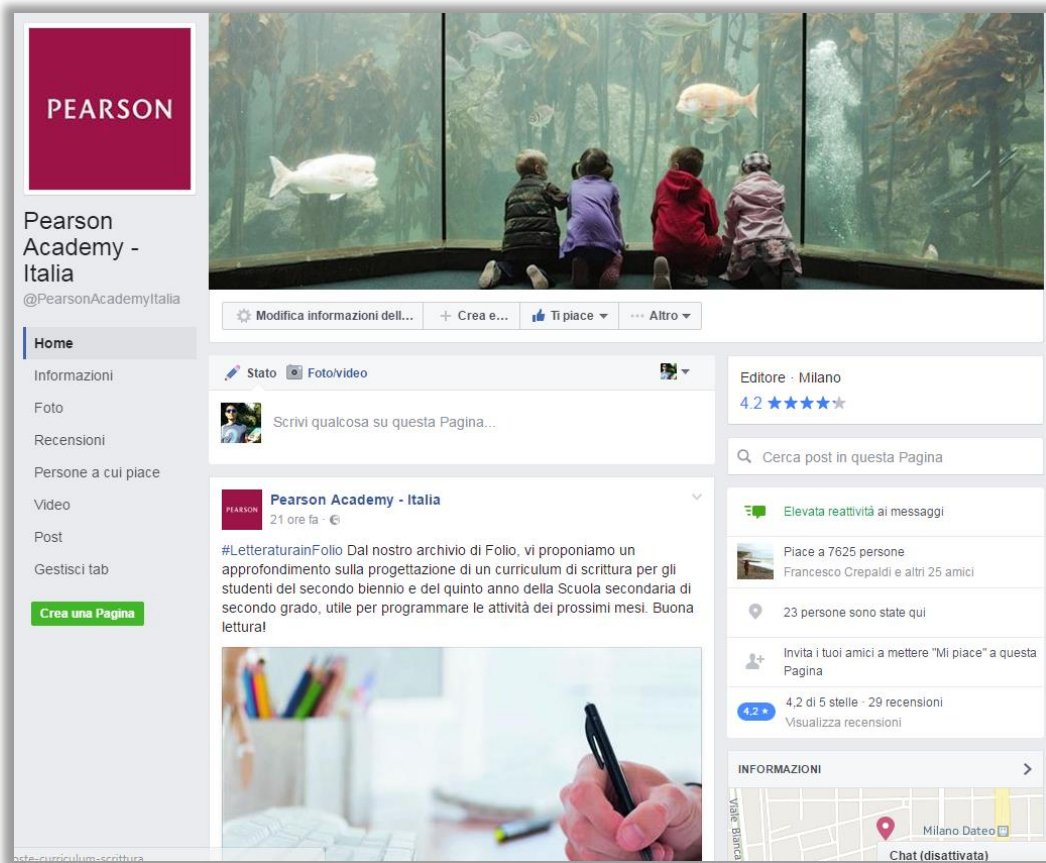 PEARSON
Pearson
Academy -
Italia
@PearsonAcademyItalia
Home
Informazioni
Foto
Recensioni
Persone a cui piace
Video
Post
Gestisci tab
Crea una Pagina
Modifica informazioni dell...
+ Crea e...
Ti piace
... Altro
Stato Foto/video
Scrivi qualcosa su questa Pagina...
PEARSON
Pearson Academy - Italia
21 ore fa ·
#LetteraturainFolio Dal nostro archivio di Folio, vi proponiamo un
approfondimento sulla progettazione di un curriculum di scrittura per gli
studenti del secondo biennio e del quinto anno della Scuola secondaria di
secondo grado, utile per programmare le attività dei prossimi mesi. Buona
lettura!
Editore · Milano
4.2 ★★★★★
Cerca post in questa Pagina
Elevata reattività ai messaggi
Piace a 7625 persone
Francesco Crepaldi e altri 25 amici
23 persone sono state qui
Invita i tuoi amici a mettere "Mi piace" a questa
Pagina
4,2 ★
4,2 di 5 stelle · 29 recensioni
Visualizza recensioni
INFORMAZIONI
Viale Bianca
Milano Dateo
Chat (disattivata)